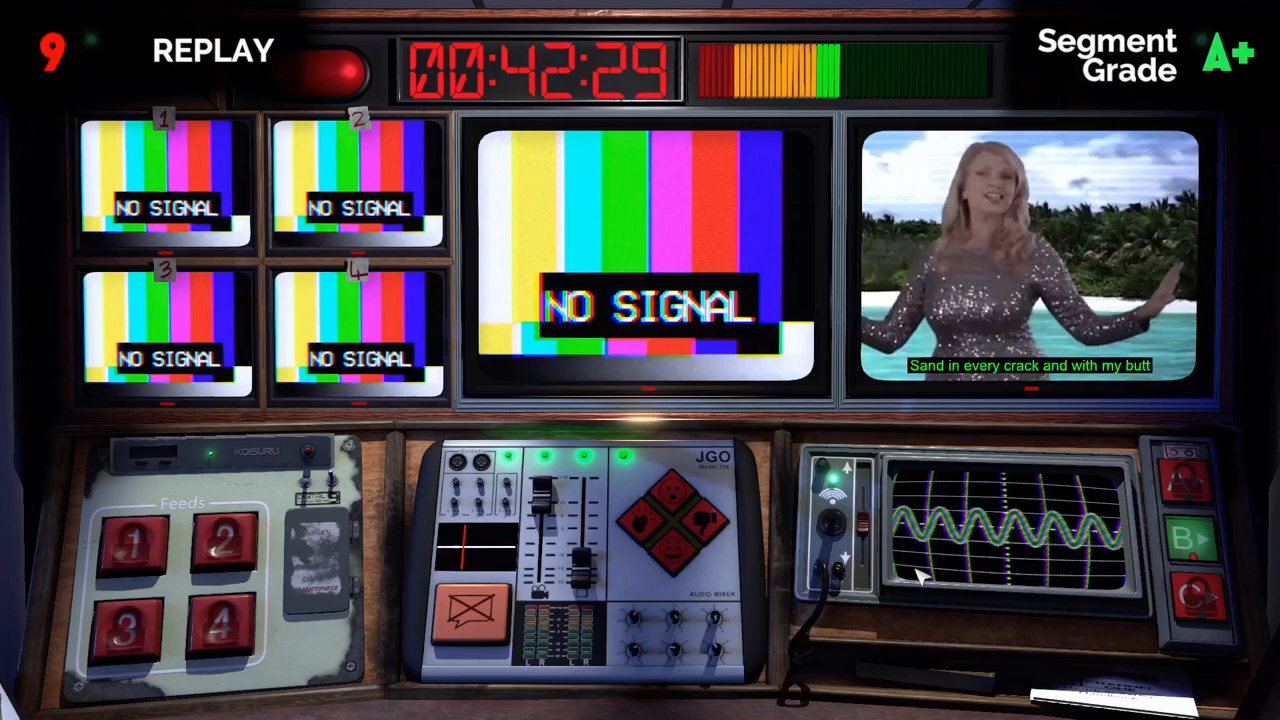 9
REPLAY
00:42:29
Segment
Grade
A+
1
2
NO SIGNAL
NO SIGNAL
3
4
NO SIGNAL
NO SIGNAL
NO SIGNAL
Sand in every crack and with my butt
KOISURU
Feeds
1
2
3
4
JGO
AUDIO MIXER
L R
L R
A
B
C